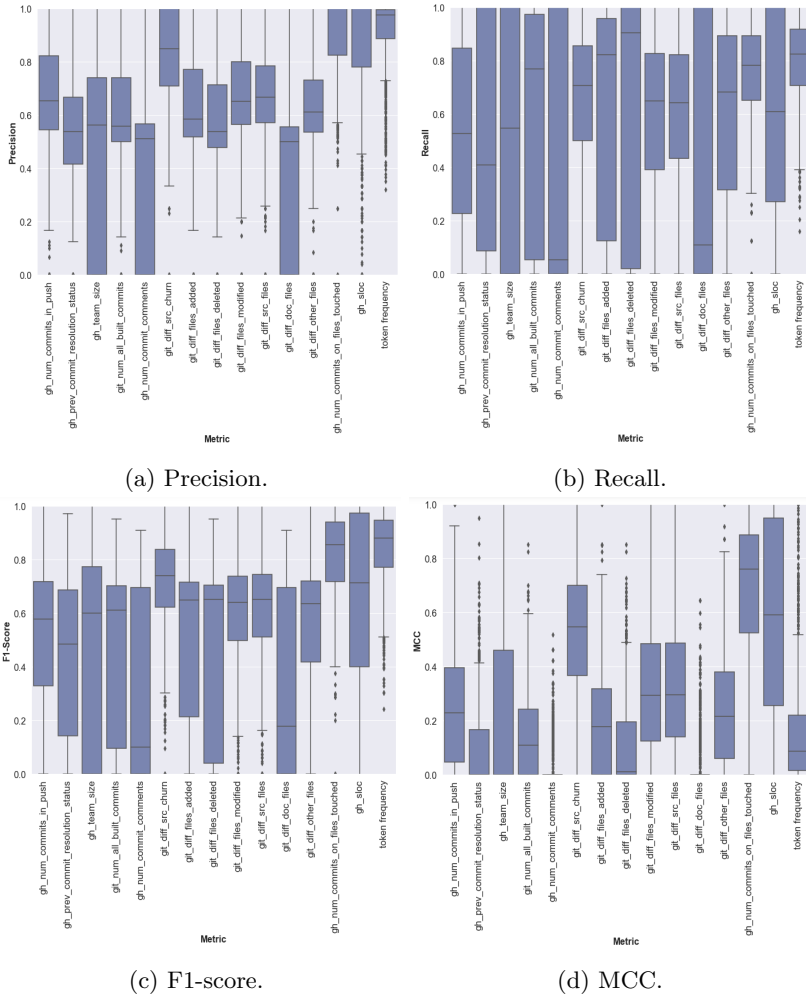 1.0
0.8
0.6
0.4
0.2
0.0
Precision
gh_num_commits_in_push
gh_prev_commit_resolution_status
gh_team_size
git_num_all_built_commits
gh_num_commit_comments
git_diff_src_churn
git_diff_files_added
git_diff_files_deleted
git_diff_files_modified
git_diff_src_files
git_diff_doc_files
git_diff_other_files
gh_num_commits_on_files_touched
gh_sloc
token frequency
Metric
(a) Precision.
1.0
0.8
0.6
0.4
0.2
0.0
Recall
gh_num_commits_in_push
gh_prev_commit_resolution_status
gh_team_size
git_num_all_built_commits
gh_num_commit_comments
git_diff_src_churn
git_diff_files_added
git_diff_files_deleted
git_diff_files_modified
git_diff_src_files
git_diff_doc_files
git_diff_other_files
gh_num_commits_on_files_touched
gh_sloc
token frequency
Metric
(b) Recall.
1.0
0.8
0.6
0.4
0.2
0.0
F1-Score
gh_num_commits_in_push
gh_prev_commit_resolution_status
gh_team_size
git_num_all_built_commits
gh_num_commit_comments
git_diff_src_churn
git_diff_files_added
git_diff_files_deleted
git_diff_files_modified
git_diff_src_files
git_diff_doc_files
git_diff_other_files
gh_num_commits_on_files_touched
gh_sloc
token frequency
Metric
(c) F1-score.
1.0
0.8
0.6
0.4
0.2
0.0
MCC
gh_num_commits_in_push
gh_prev_commit_resolution_status
gh_team_size
git_num_all_built_commits
gh_num_commit_comments
git_diff_src_churn
git_diff_files_added
git_diff_files_deleted
git_diff_files_modified
git_diff_src_files
git_diff_doc_files
git_diff_other_files
gh_num_commits_on_files_touched
gh_sloc
token frequency
Metric
(d) MCC.